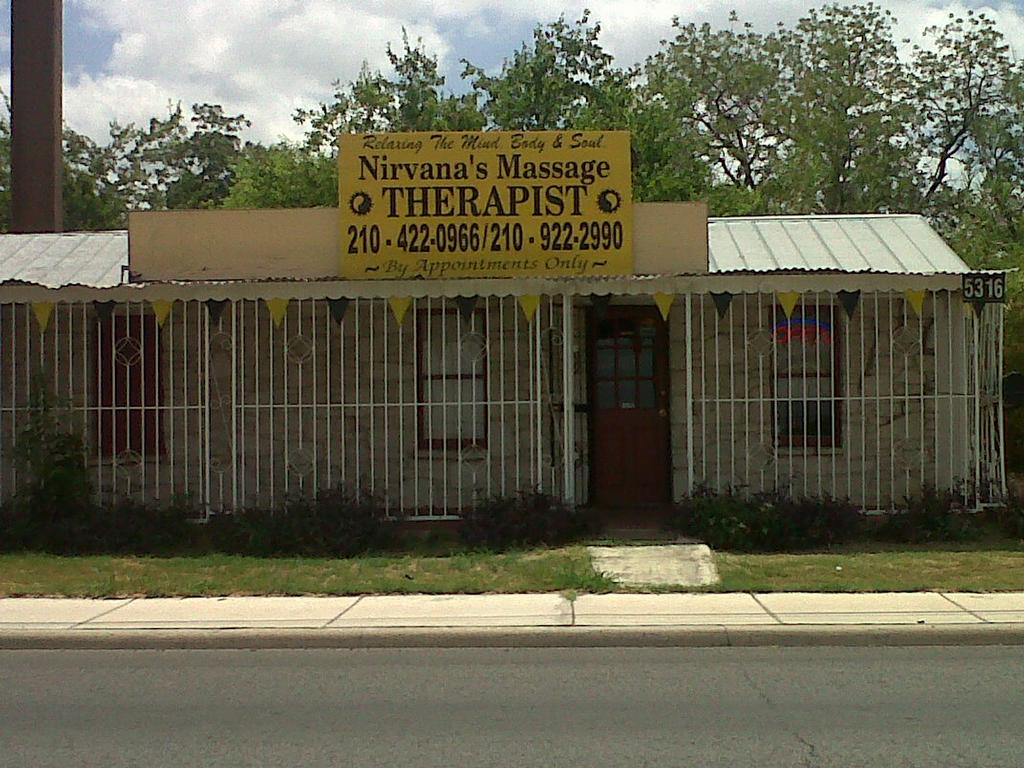 Relaxing The Mind, Body & Soul.
Nirvana's Massage
THERAPIST
210 - 422-0966/210 - 922-2990
~ By Appointments Only ~
5316